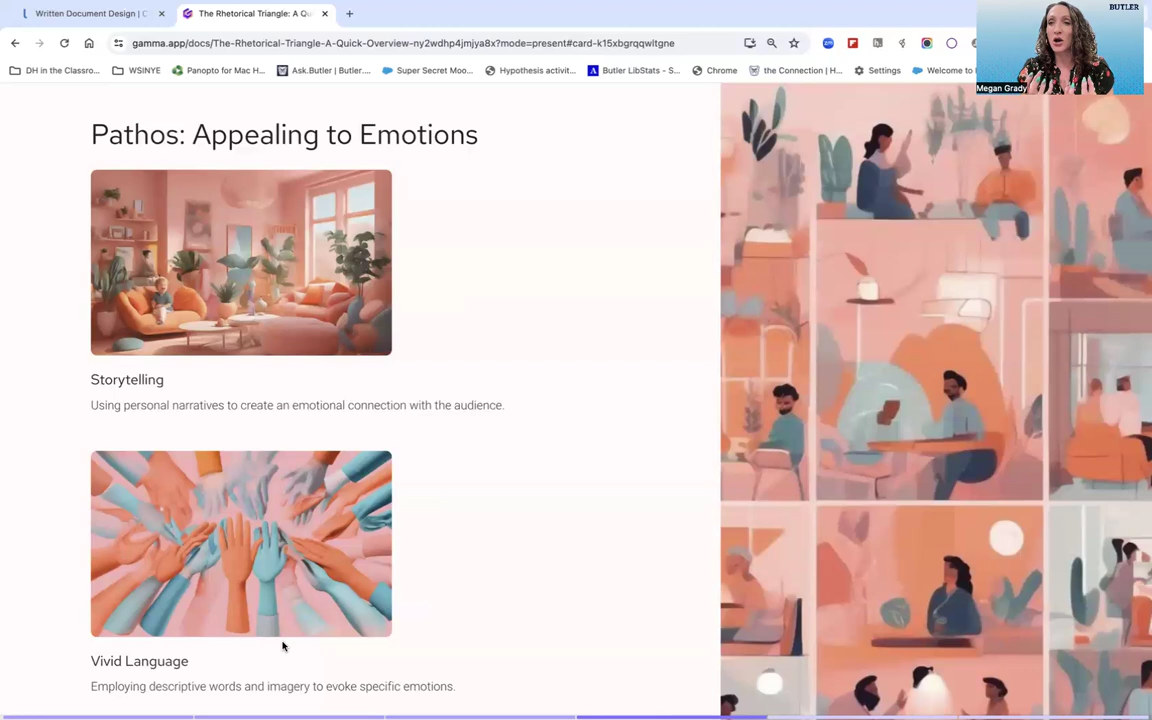 Written Document Design | C
The Rhetorical Triangle: A Qu
gamma.app/docs/The-Rhetorical-Triangle-A-Quick-Overview-ny2wdhp4jmjya8x?mode=present#card-k15xbgrqqwitgne
DH in the Classro...
WSINYE
Panopto for Mac H...
Ask.Butler | Butler....
Super Secret Moo...
Hypothesis activit...
Butler LibStats - S...
Chrome
the Connection | H...
Settings
Welcome to
BUTLER
Megan Grady
Pathos: Appealing to Emotions
Storytelling
Using personal narratives to create an emotional connection with the audience.
Vivid Language
Employing descriptive words and imagery to evoke specific emotions.